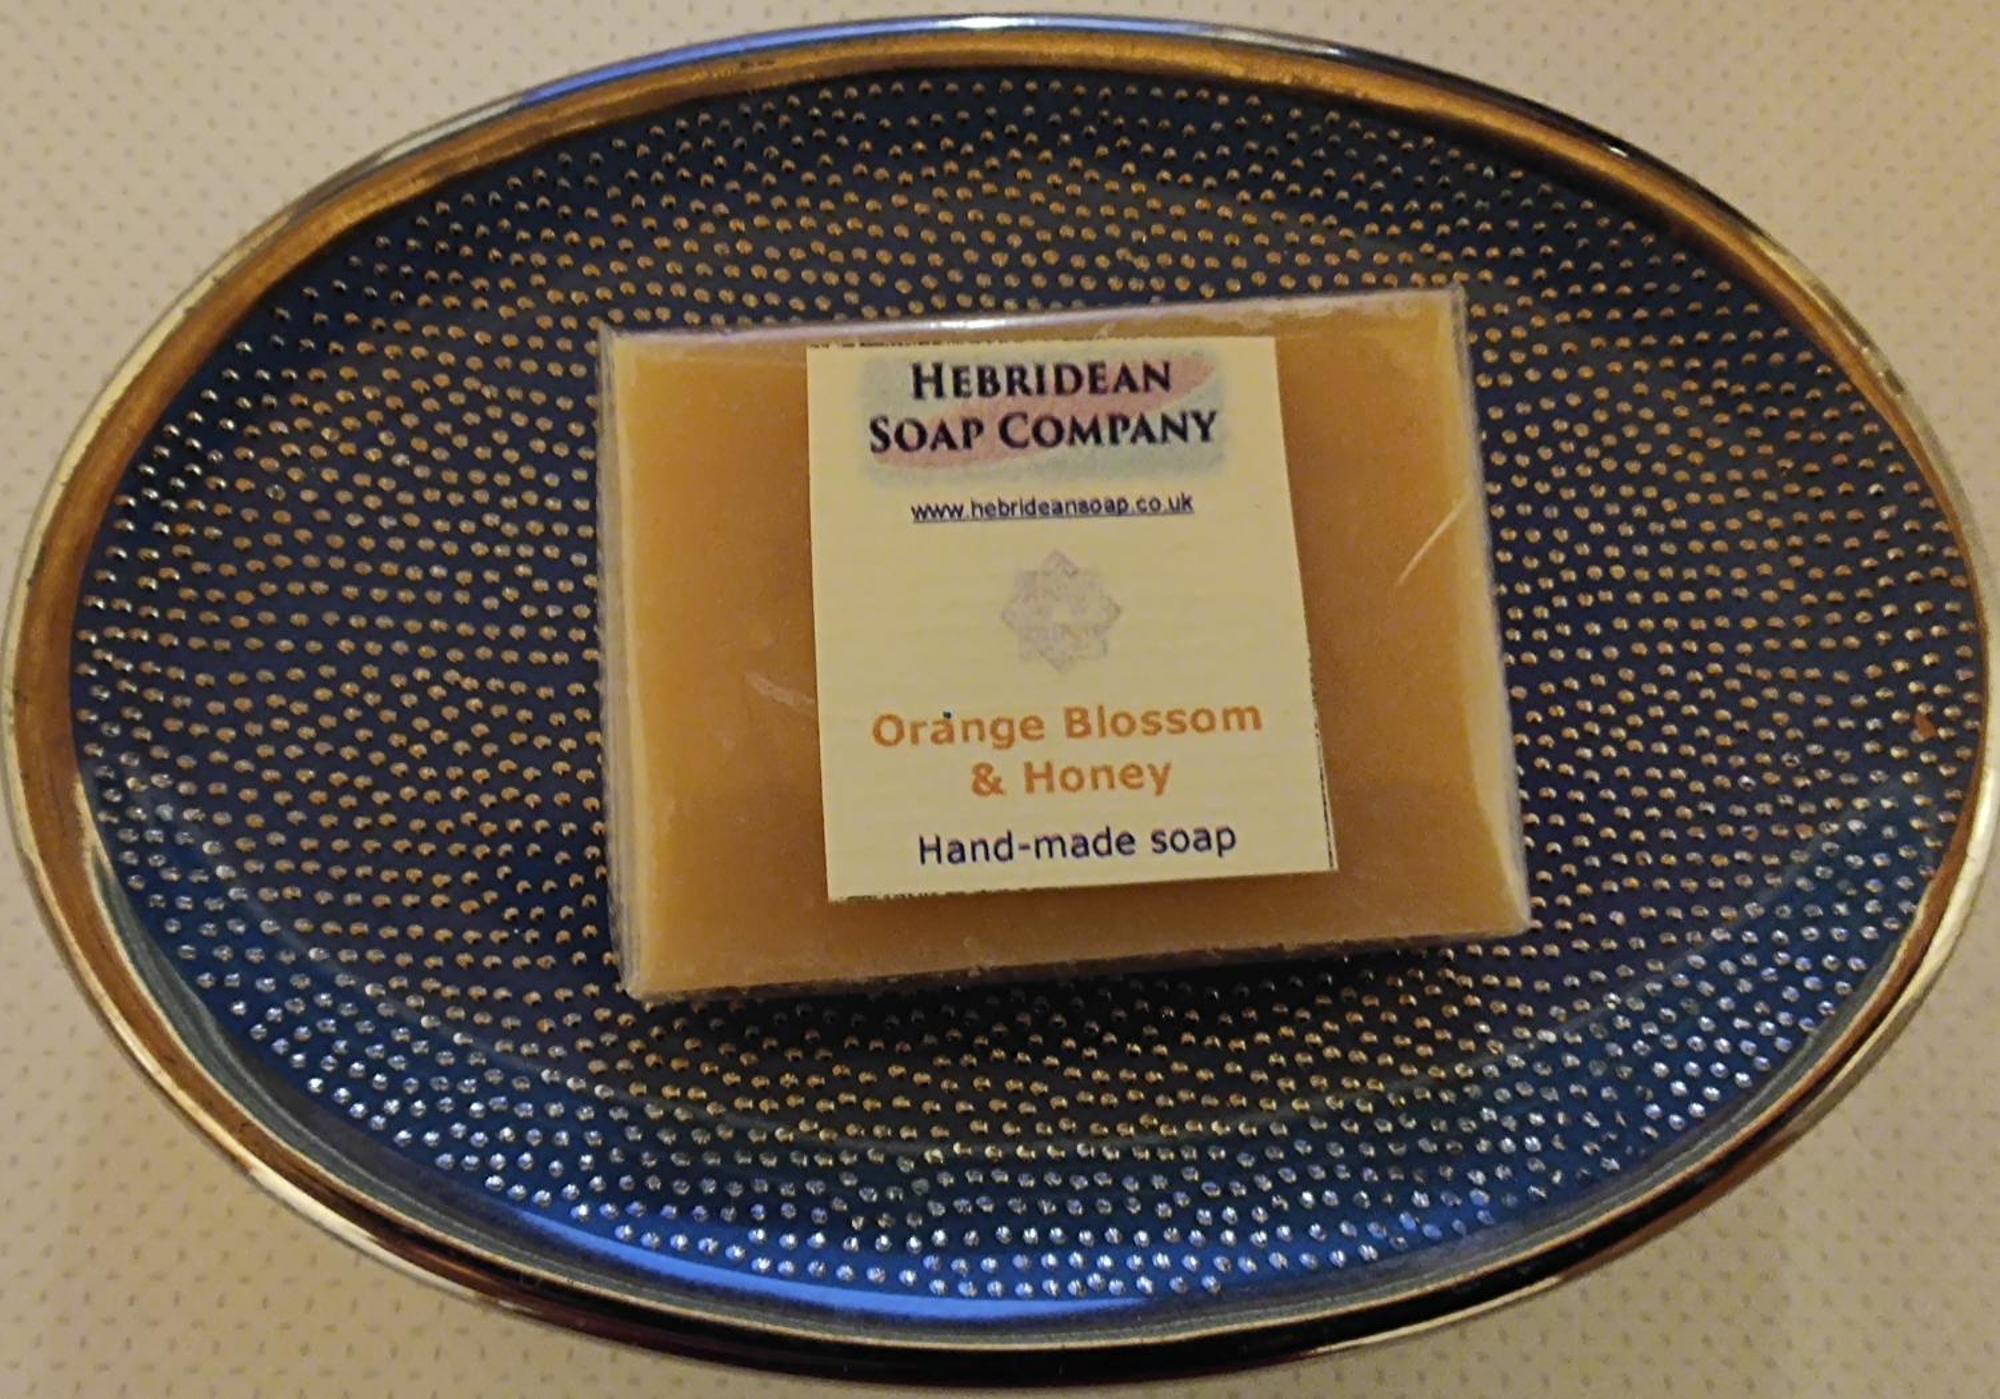 HEBRIDEAN
SOAP COMPANY
www.hebrideansoap.co.uk
Orange Blossom
& Honey
Hand-made soap